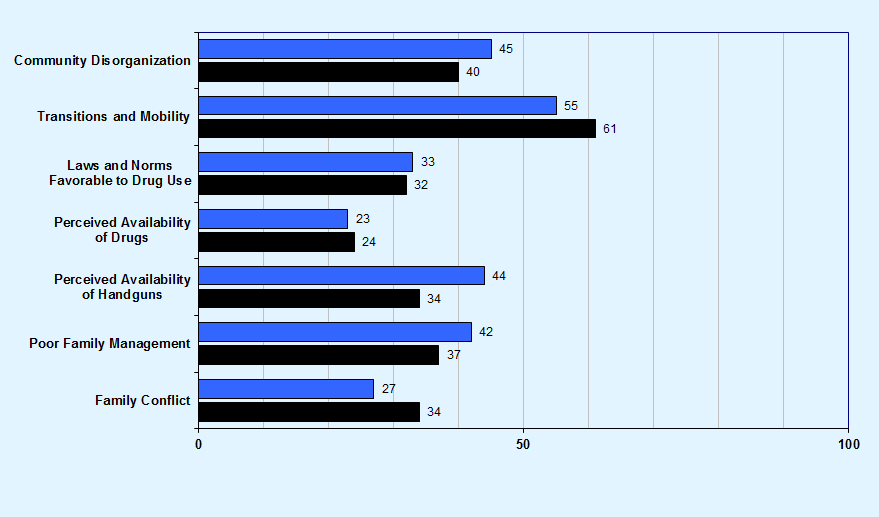 Community Disorganization
45
40
Transitions and Mobility
55
61
Laws and Norms
Favorable to Drug Use
33
32
Perceived Availability
of Drugs
23
24
Perceived Availability
of Handguns
44
34
Poor Family Management
42
37
Family Conflict
27
34
0 50 100